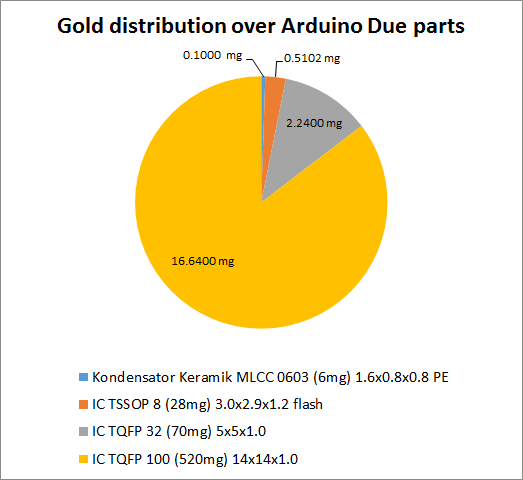 Gold distribution over Arduino Due parts
0.1000 mg
0.5102 mg
2.2400 mg
16.6400 mg
Kondensator Keramik MLCC 0603 (6mg) 1.6x0.8x0.8 PE
IC TSSOP 8 (28mg) 3.0x2.9x1.2 flash
IC TQFP 32 (70mg) 5x5x1.0
IC TQFP 100 (520mg) 14x14x1.0